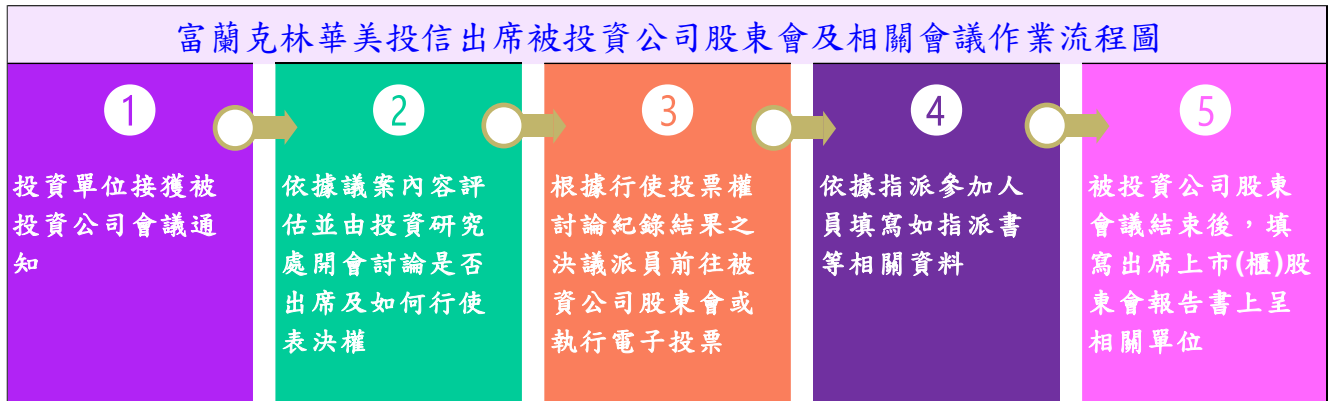 富蘭克林華美投信出席被投資公司股東會及相關會議作業流程圖
1
投資單位接獲被
投資公司會議通
知
2
依據議案內容評
估並由投資研究
處開會討論是否
出席及如何行使
表決權
3
根據行使投票權
討論紀錄結果之
決議派員前往被
資公司股東會或
執行電子投票
4
依據指派參加人
員填寫如指派書
等相關資料
5
被投資公司股東
會議結束後，填
寫出席上市(櫃)股
東會報告書上呈
相關單位